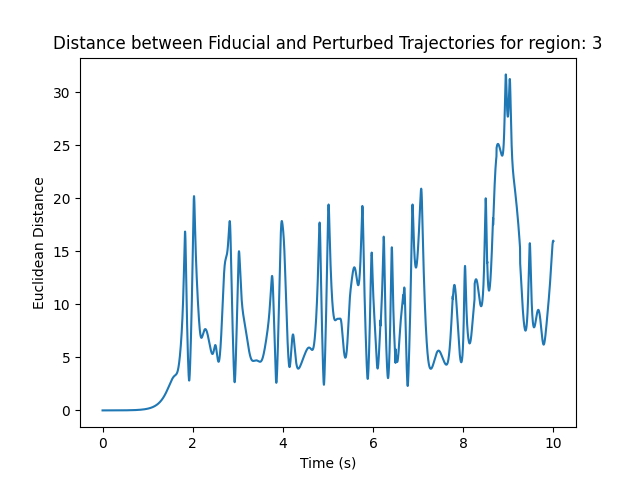 Distance between Fiducial and Perturbed Trajectories for region: 3
Euclidean Distance
30
25
20
15
10
5
0
0 2 4 6 8 10
Time (s)